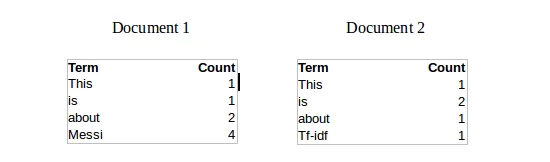 Document 1
Term Count
This 1
is 1
about 2
Messi 4
Document 2
Term Count
This 1
is 2
about 1
Tf-idf 1